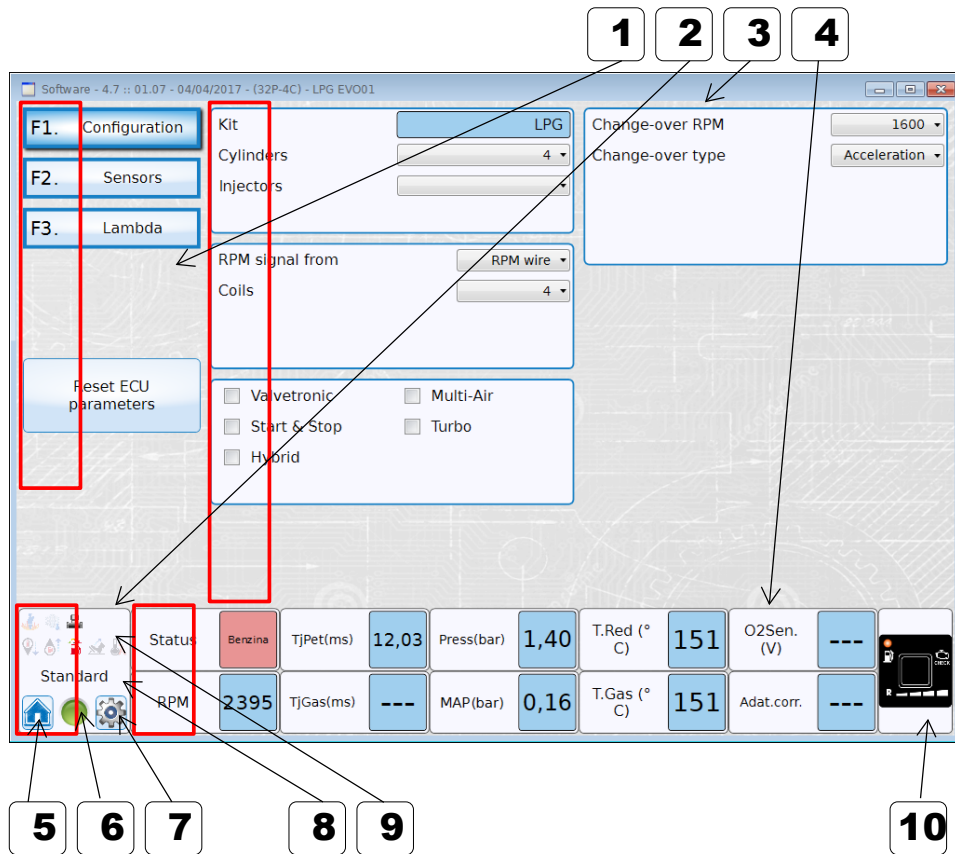 1 2 3 4
Software - 4.7 :: 01.07 - 04/04/2017 - (32P-4C) - LPG EVO01
F1. Configuration
F2. Sensors
F3. Lambda
Reset ECU
parameters
Kit LPG
Cylinders 4
Injectors
RPM signal from RPM wire
Coils 4
Valvetronic Multi-Air
Start & Stop Turbo
Hybrid
Change-over RPM 1600
Change-over type Acceleration
Standard
Status Benzina TjPet(ms) 12,03 Press(bar) 1,40 T.Red (°
C) 151 O2Sen.
(V) ---
RPM 2395 TjGas(ms) --- MAP(bar) 0,16 T.Gas (°
C) 151 Adat.corr. ---
CHECK
R
5 6 7 8 9 10